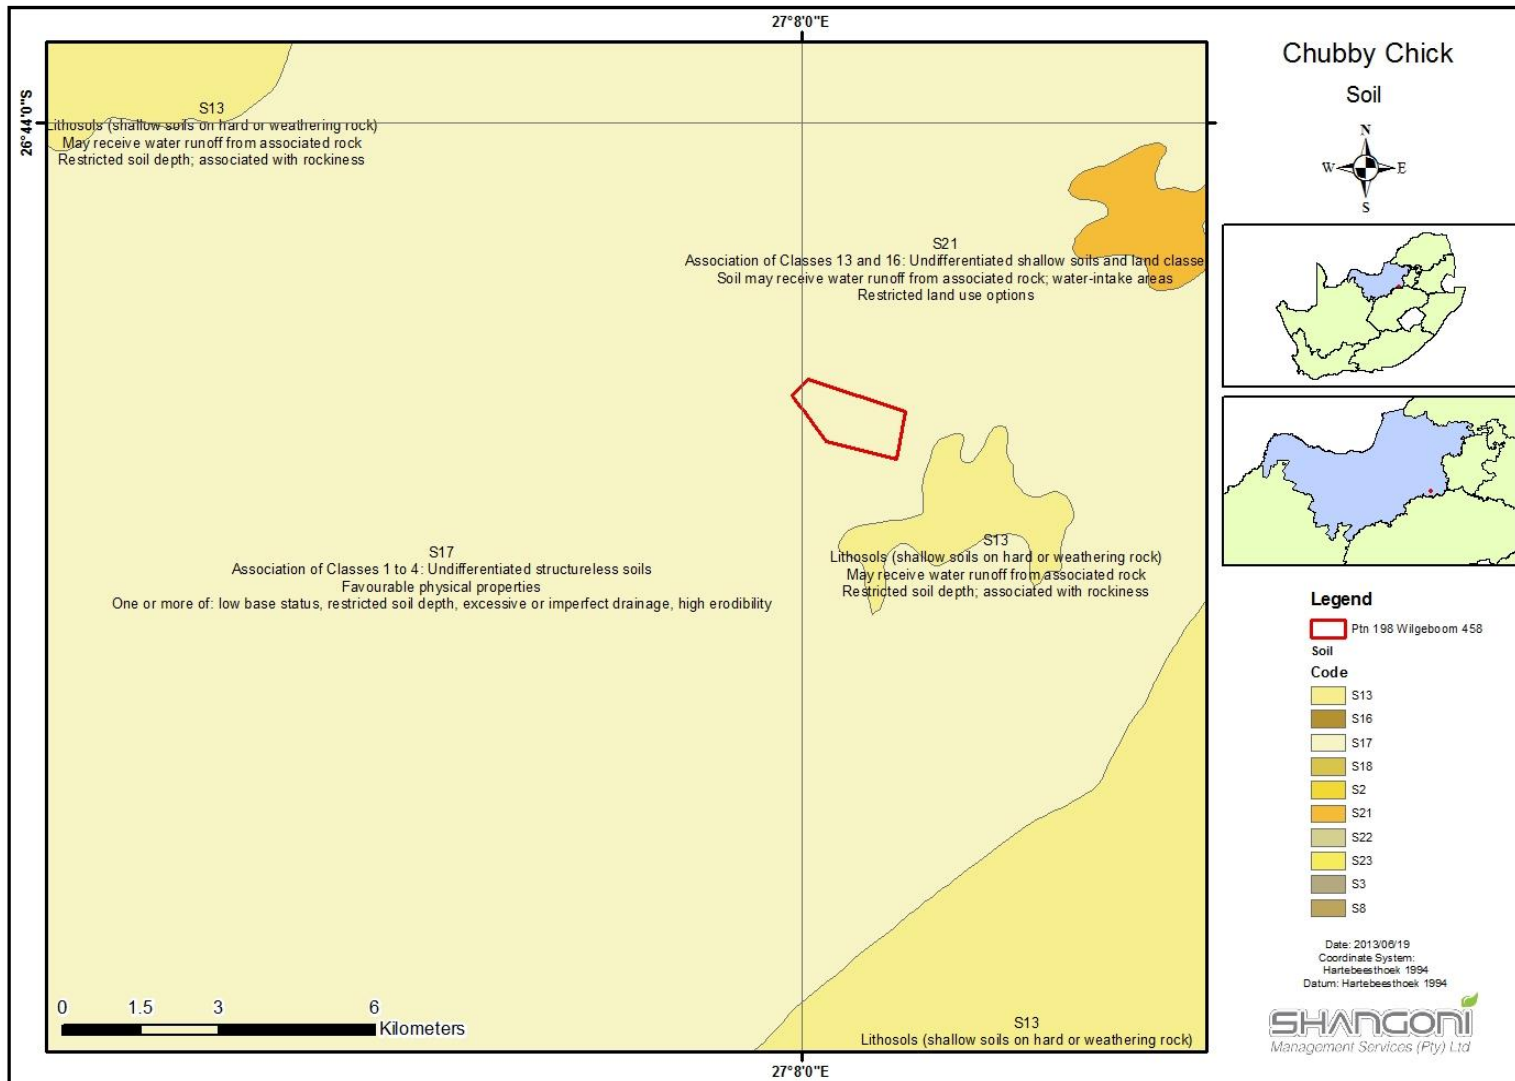 27°8'0"E
26°44'0"S
S13
Lithosols (shallow soils on hard or weathering rock)
May receive water runoff from associated rock
Restricted soil depth; associated with rockiness
S21
Association of Classes 13 and 16: Undifferentiated shallow soils and land classe
Soil may receive water runoff from associated rock; water-intake areas
Restricted land use options
S17
Association of Classes 1 to 4: Undifferentiated structureless soils
Favourable physical properties
One or more of: low base status, restricted soil depth, excessive or imperfect drainage, high erodibility
S13
Lithosols (shallow soils on hard or weathering rock)
May receive water runoff from associated rock
Restricted soil depth; associated with rockiness
S13
Lithosols (shallow soils on hard or weathering rock)
0 1.5 3 6
Kilometers
27°8'0"E
Chubby Chick
Soil
N
W E
S
Legend
Ptn 198 Wilgeboom 458
Soil
Code
S13
S16
S17
S18
S2
S21
S22
S23
S3
S8
Date: 2013/06/19
Coordinate System:
Hartebeesthoek 1994
Datum: Hartebeesthoek 1994
SHANGONI
Management Services (Pty) Ltd